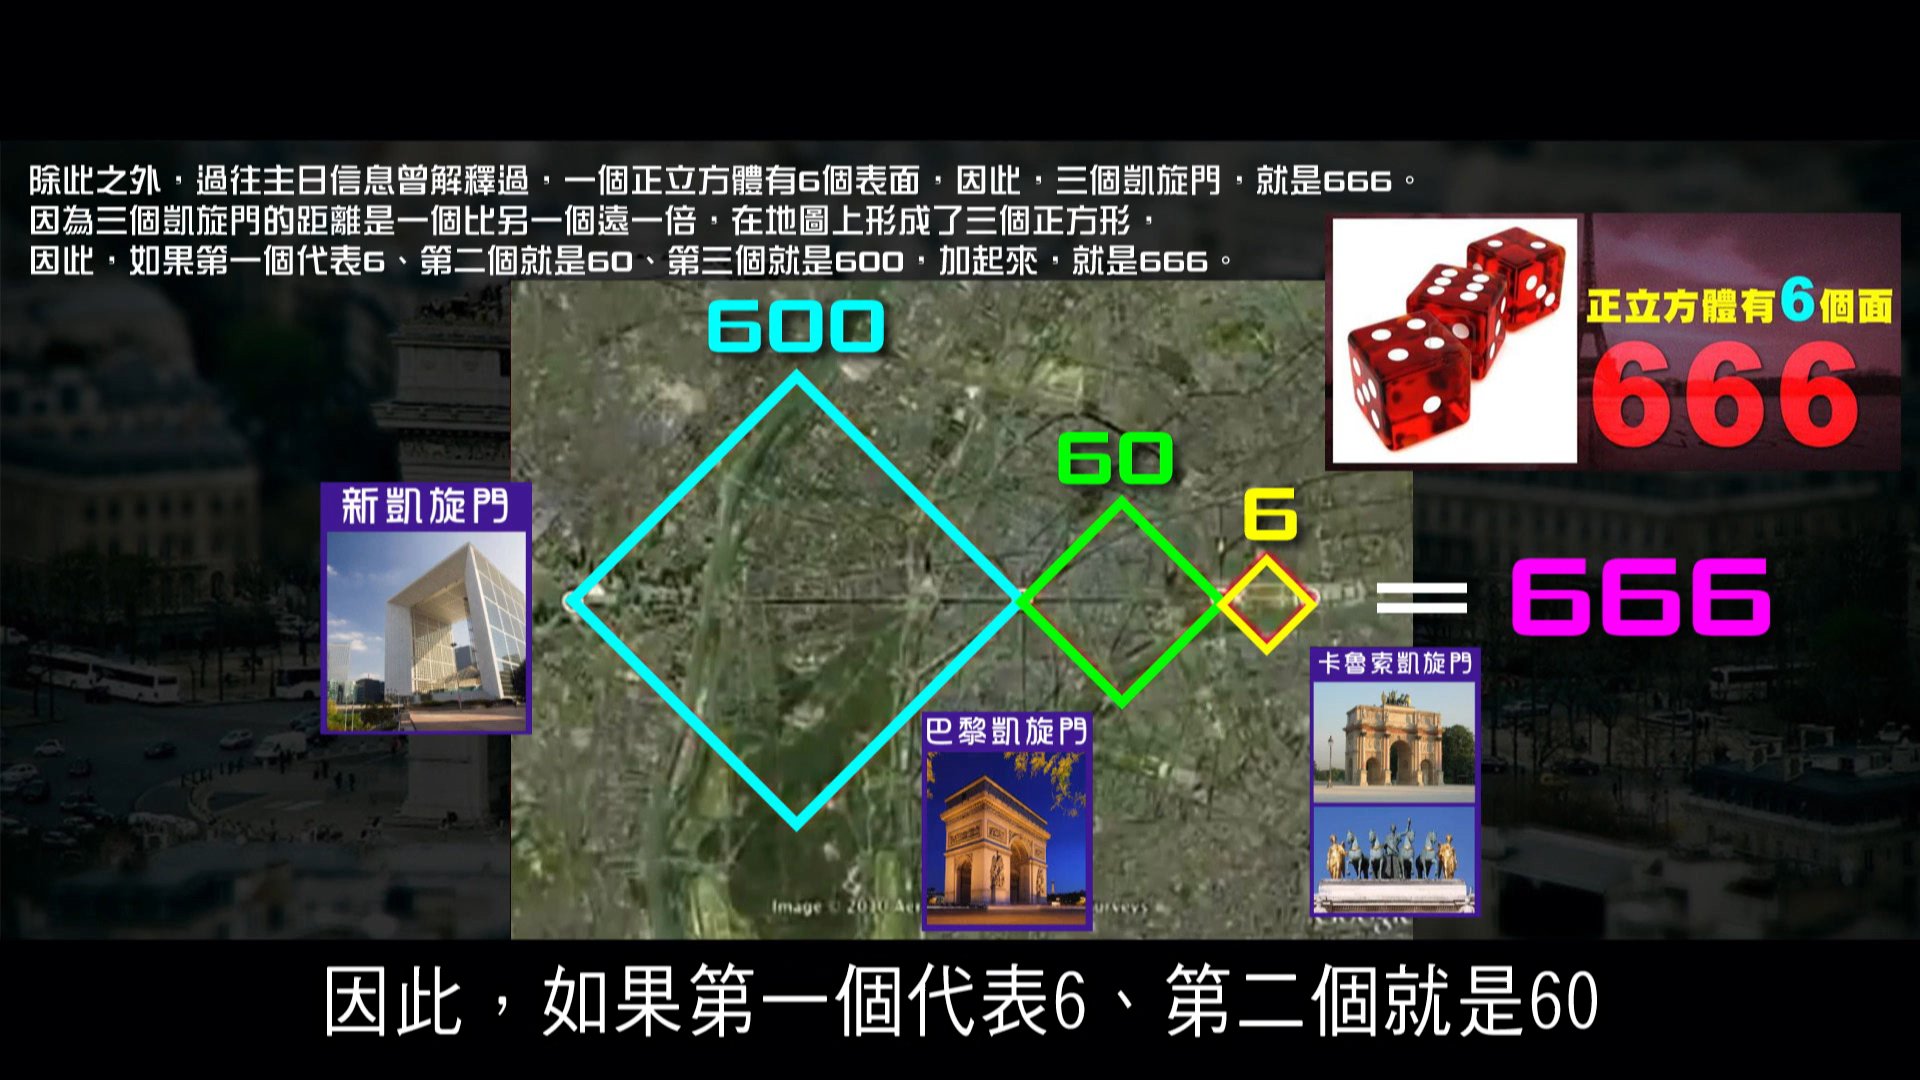 除此之外，過往主日信息曾解釋過，一個正立方體有6個表面，因此，三個凱旋門，就是666。
因為三個凱旋門的距離是一個比另一個遠一倍，在地圖上形成了三個正方形，
因此，如果第一個代表6、第二個就是60、第三個就是600，加起來，就是666。
正立方體有6個面
666
600
60
6
= 666
新凱旋門
巴黎凱旋門
卡魯索凱旋門
Image © 2010
因此，如果第一個代表6、第二個就是60